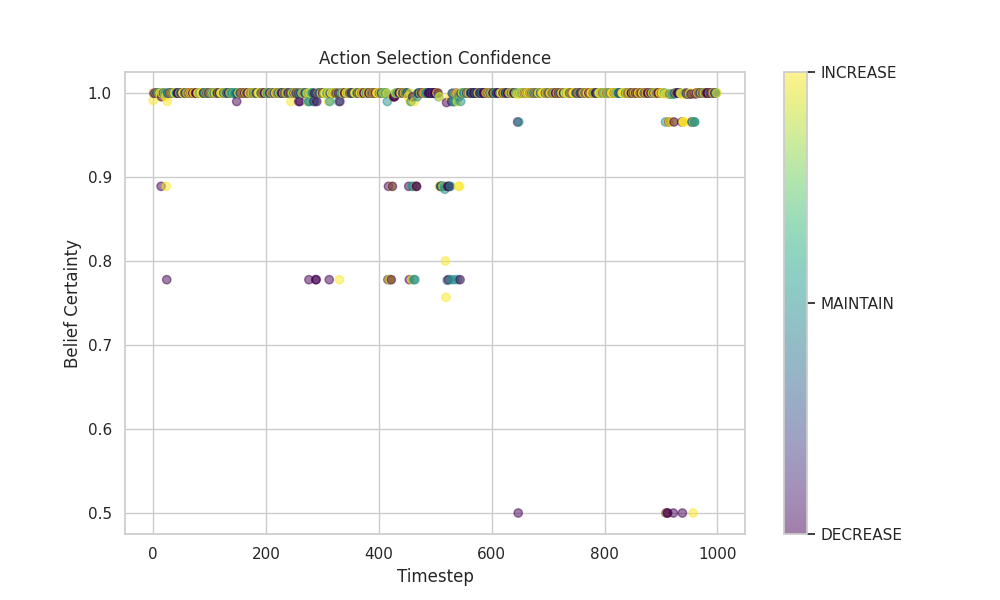 Action Selection Confidence
Belief Certainty
1.0
0.9
0.8
0.7
0.6
0.5
0
200
400
600
800
1000
Timestep
INCREASE
MAINTAIN
DECREASE